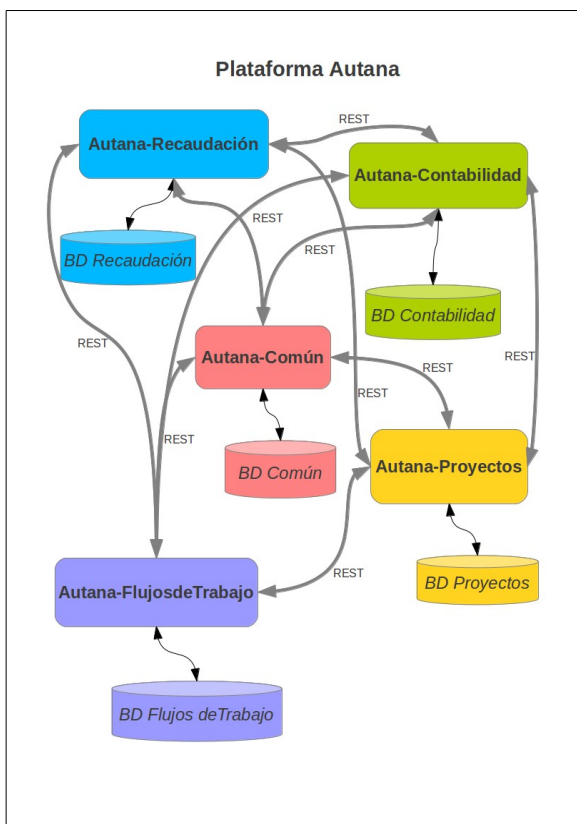 Plataforma Autana
REST
Autana-Recaudación
Autana-Contabilidad
REST
REST
BD Recaudación
BD Contabilidad
REST
Autana-Común
REST
REST
REST
REST
Autana-Proyectos
BD Común
REST
Autana-FlujosdeTrabajo
BD Proyectos
BD Flujos deTrabajo